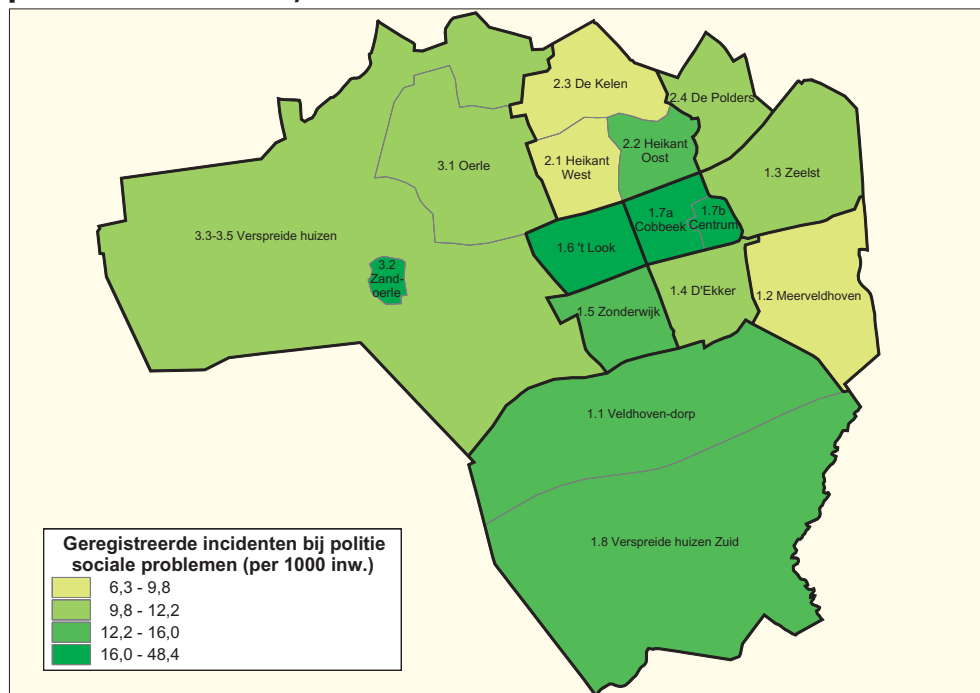 2.3 De Kelen
2.4 De Polders
2.2 Heikant
Oost
2.1 Heikant
West
3.1 Oerle
1.3 Zeelst
1.7a
Cobbeek
1.7b
Centrum
3.3-3.5 Verspreide huizen
1.6 't Look
3.2
Zand-
oerle
1.4 D'Ekker
1.2 Meerveldhoven
1.5 Zonderwijk
1.1 Veldhoven-dorp
1.8 Verspreide huizen Zuid
Geregistreerde incidenten bij politie
sociale problemen (per 1000 inw.)
6,3 - 9,8
9,8 - 12,2
12,2 - 16,0
16,0 - 48,4